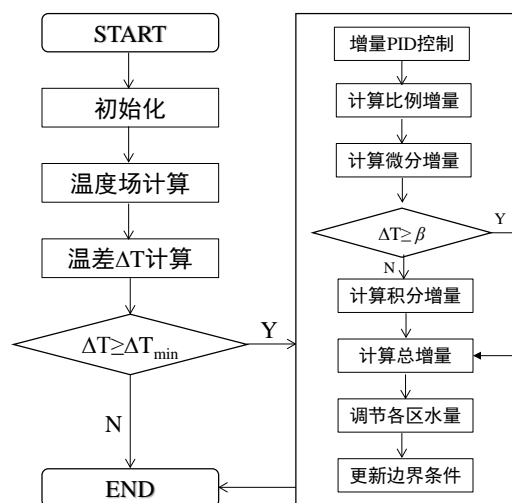 START
初始化
温度场计算
温差ΔT计算
ΔT≥ΔTmin
Y
N
END
增量PID控制
计算比例增量
计算微分增量
ΔT≥β
Y
N
计算积分增量
计算总增量
调节各区水量
更新边界条件